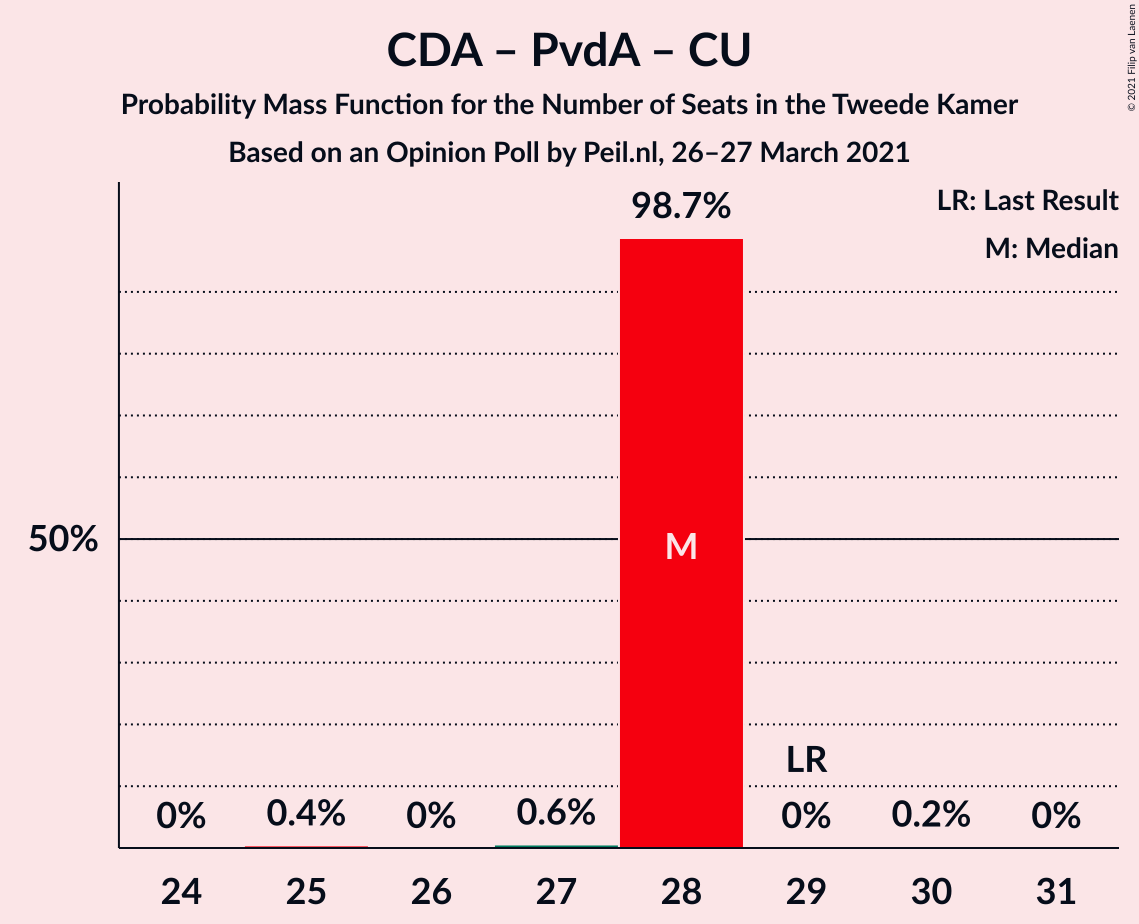 CDA – PvdA – CU
Probability Mass Function for the Number of Seats in the Tweede Kamer
Based on an Opinion Poll by Peil.nl, 26–27 March 2021
© 2021 Filip van Laenen
LR: Last Result
M: Median
98.7%
50%
M
LR
0% 0.4% 0% 0.6% 0% 0.2% 0%
24 25 26 27 28 29 30 31